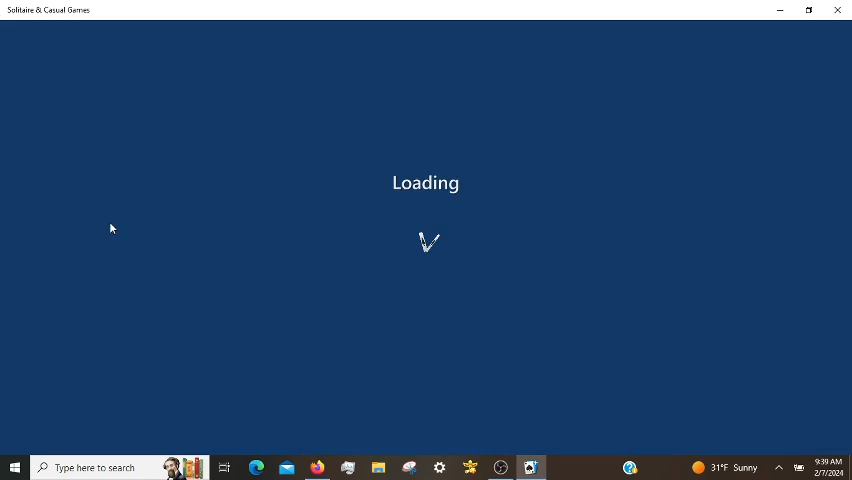 Solitaire & Casual Games
Loading
Type here to search
31°F Sunny
9:39 AM
2/7/2024